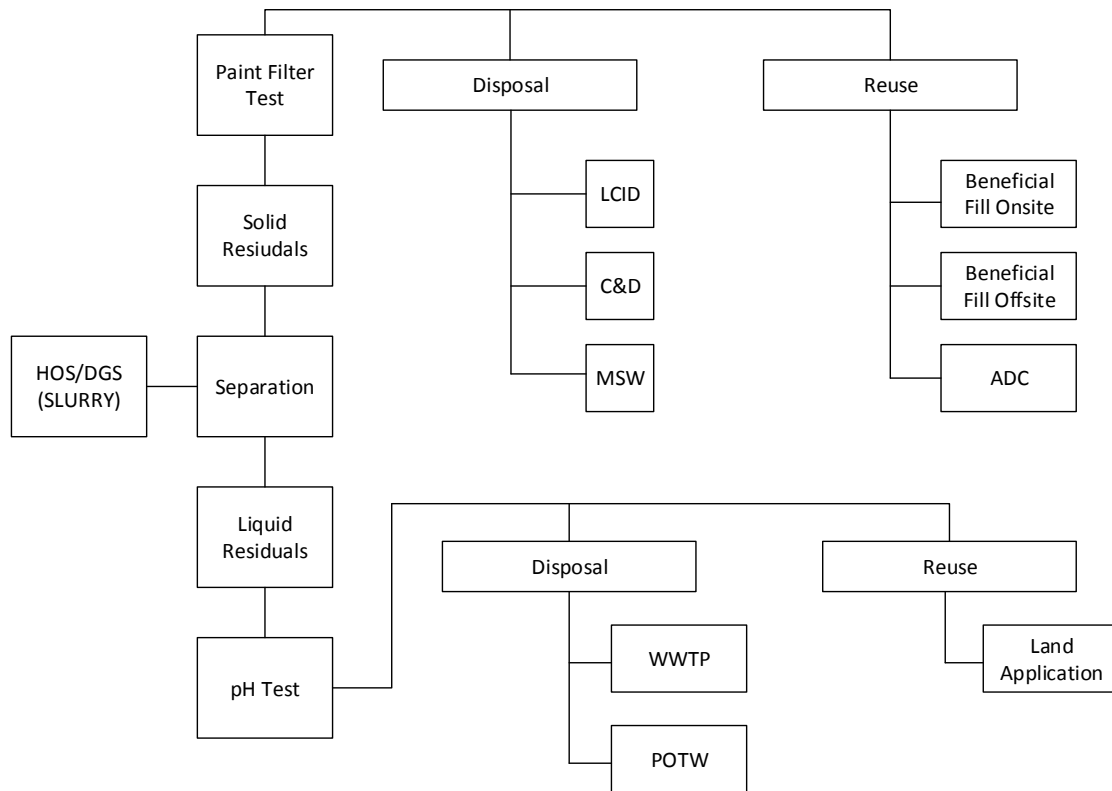 Paint Filter
Test
Disposal
Reuse
LCID
Beneficial
Fill Onsite
Solid
Resiudals
C&D
Beneficial
Fill Offsite
HOS/DGS
(SLURRY)
Separation
MSW
ADC
Liquid
Residuals
Disposal
Reuse
pH Test
WWTP
Land
Application
POTW